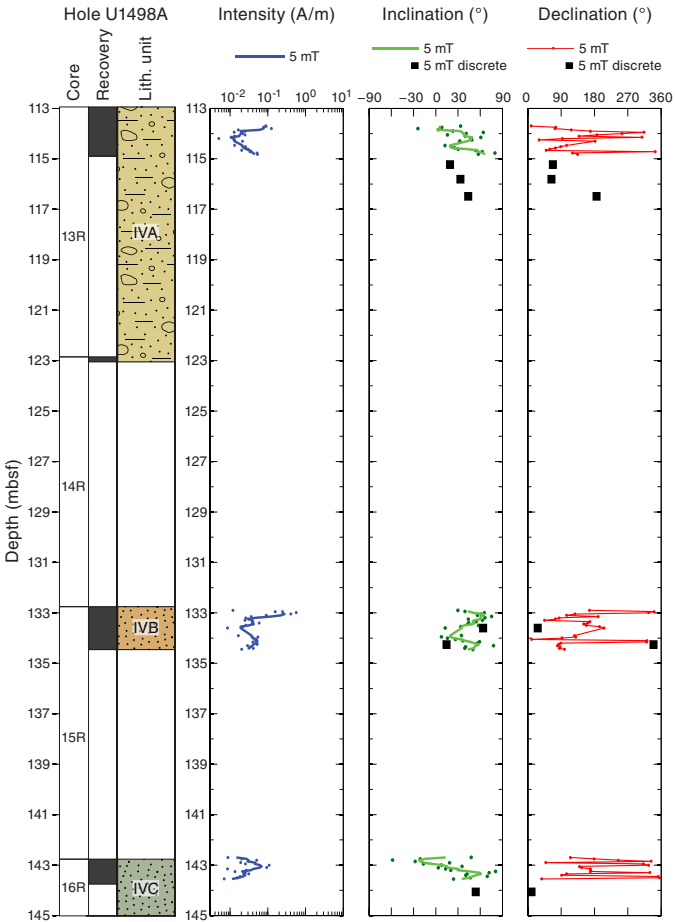 Hole U1498A
Intensity (A/m)
Inclination (°)
Declination (°)
Core
Recovery
Lith. unit
5 mT
5 mT
5 mT discrete
5 mT
5 mT discrete
10⁻² 10⁻¹ 10⁰ 10¹
−90 −30 0 30 90
0 90 180 270 360
113
115
117
119
121
123
125
127
129
131
133
135
137
139
141
143
145
Depth (mbsf)
13R
14R
15R
16R
IVA
IVB
IVC